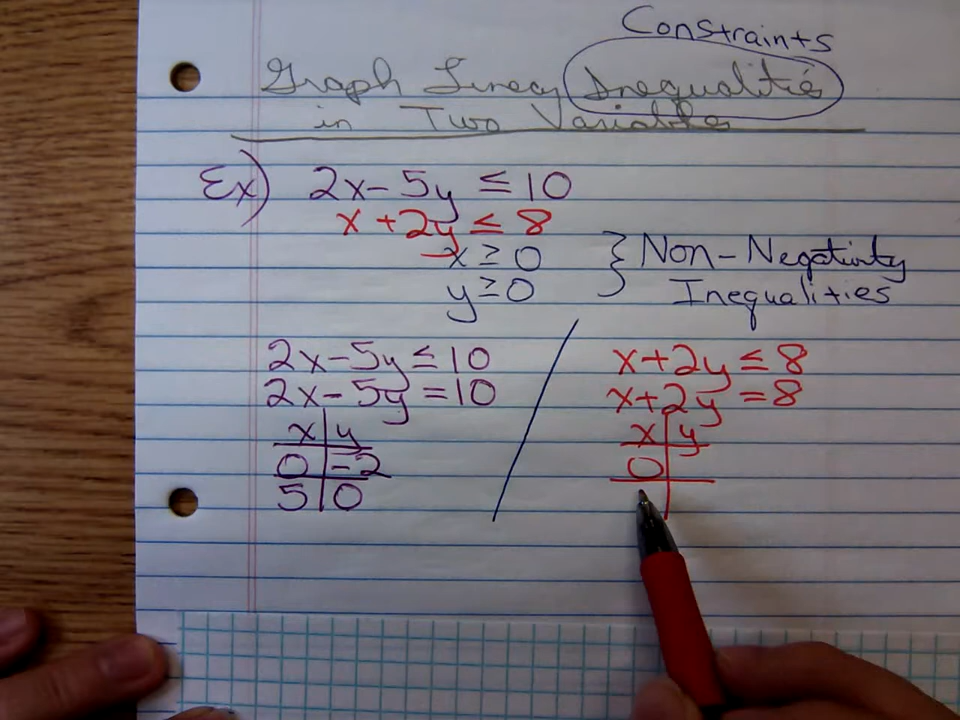 Constraints
Graph Linear Inequalities
in Two Variables
Ex) 2x - 5y ≤ 10
x + 2y ≤ 8
x ≥ 0
y ≥ 0
} Non-Negativity
Inequalities
2x - 5y ≤ 10
2x - 5y = 10
x | y
0 | -2
5 | 0
x + 2y ≤ 8
x + 2y = 8
x | y
0 |